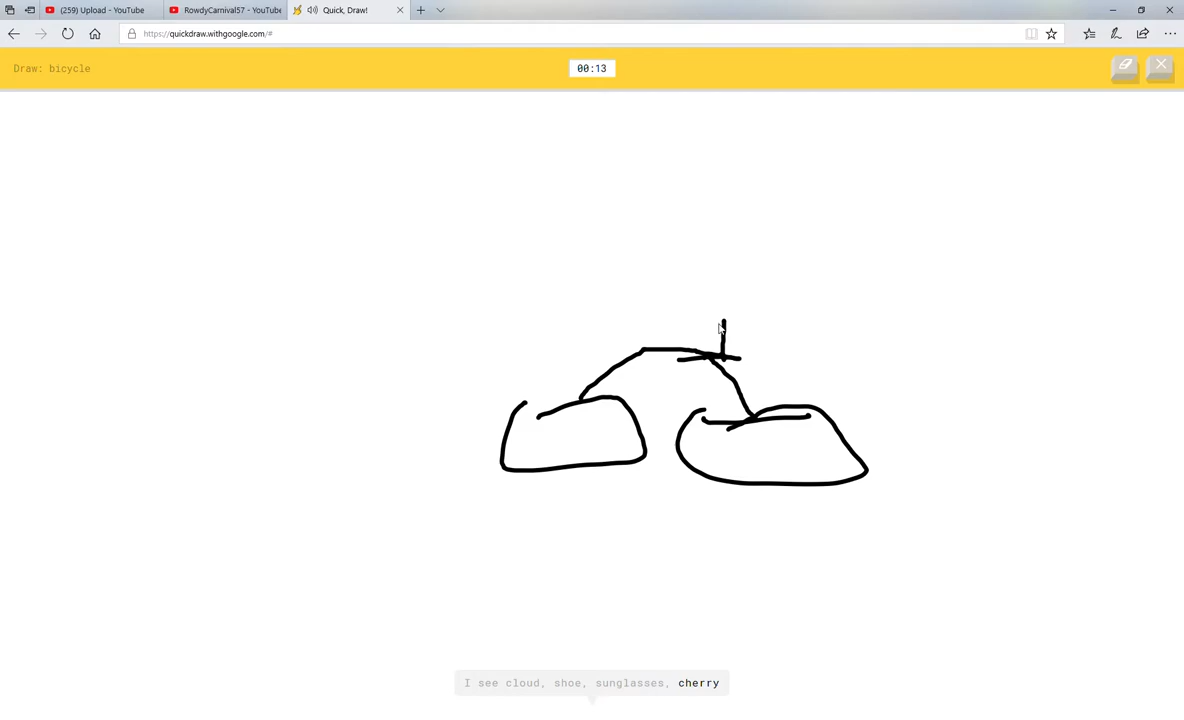 (259) Upload - YouTube
RowdyCarnival57 - YouTube
Quick, Draw!
https://quickdraw.withgoogle.com/#
Draw: bicycle
00:13
I see cloud, shoe, sunglasses, cherry